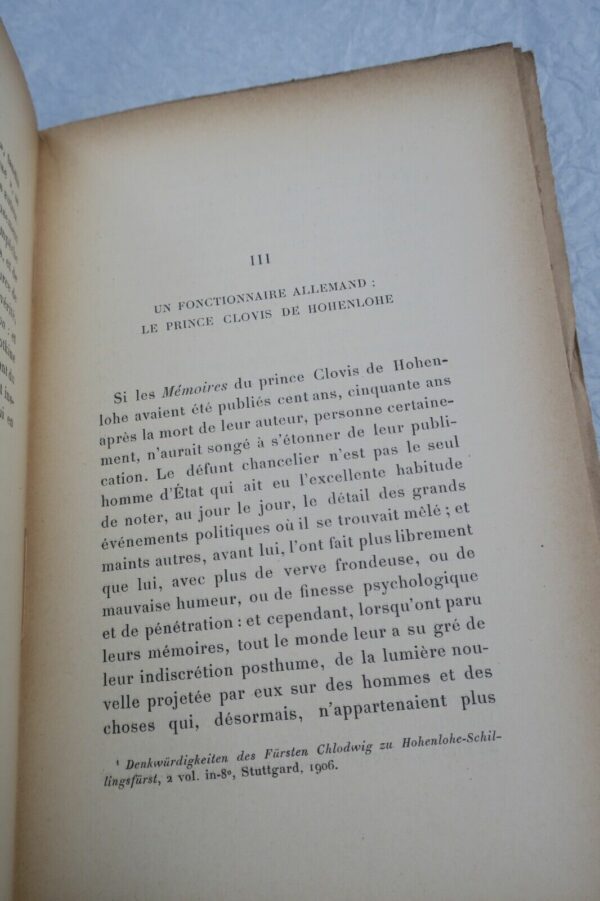 III
UN FONCTIONNAIRE ALLEMAND :
LE PRINCE CLOVIS DE HOHENLOHE
Si les Mémoires du prince Clovis de Hohen-
lohe avaient été publiés cent ans, cinquante ans
après la mort de leur auteur, personne certaine-
ment, n'aurait songé à s'étonner de leur publi-
cation. Le défunt chancelier n'est pas le seul
homme d'État qui ait eu l'excellente habitude
de noter, au jour le jour, le détail des grands
événements politiques où il se trouvait mêlé ; et
maints autres, avant lui, l'ont fait plus librement
que lui, avec plus de verve frondeuse, ou de
mauvaise humeur, ou de finesse psychologique
et de pénétration : et cependant, lorsqu'ont paru
leurs mémoires, tout le monde leur a su gré de
leur indiscrétion posthume, de la lumière nou-
velle projetée par eux sur des hommes et des
choses qui, désormais, n'appartenaient plus
¹ Denkwürdigkeiten des Fürsten Chlodwig zu Hohenlohe-Schil-
lingsfürst, 2 vol. in-8°, Stuttgard, 1906.